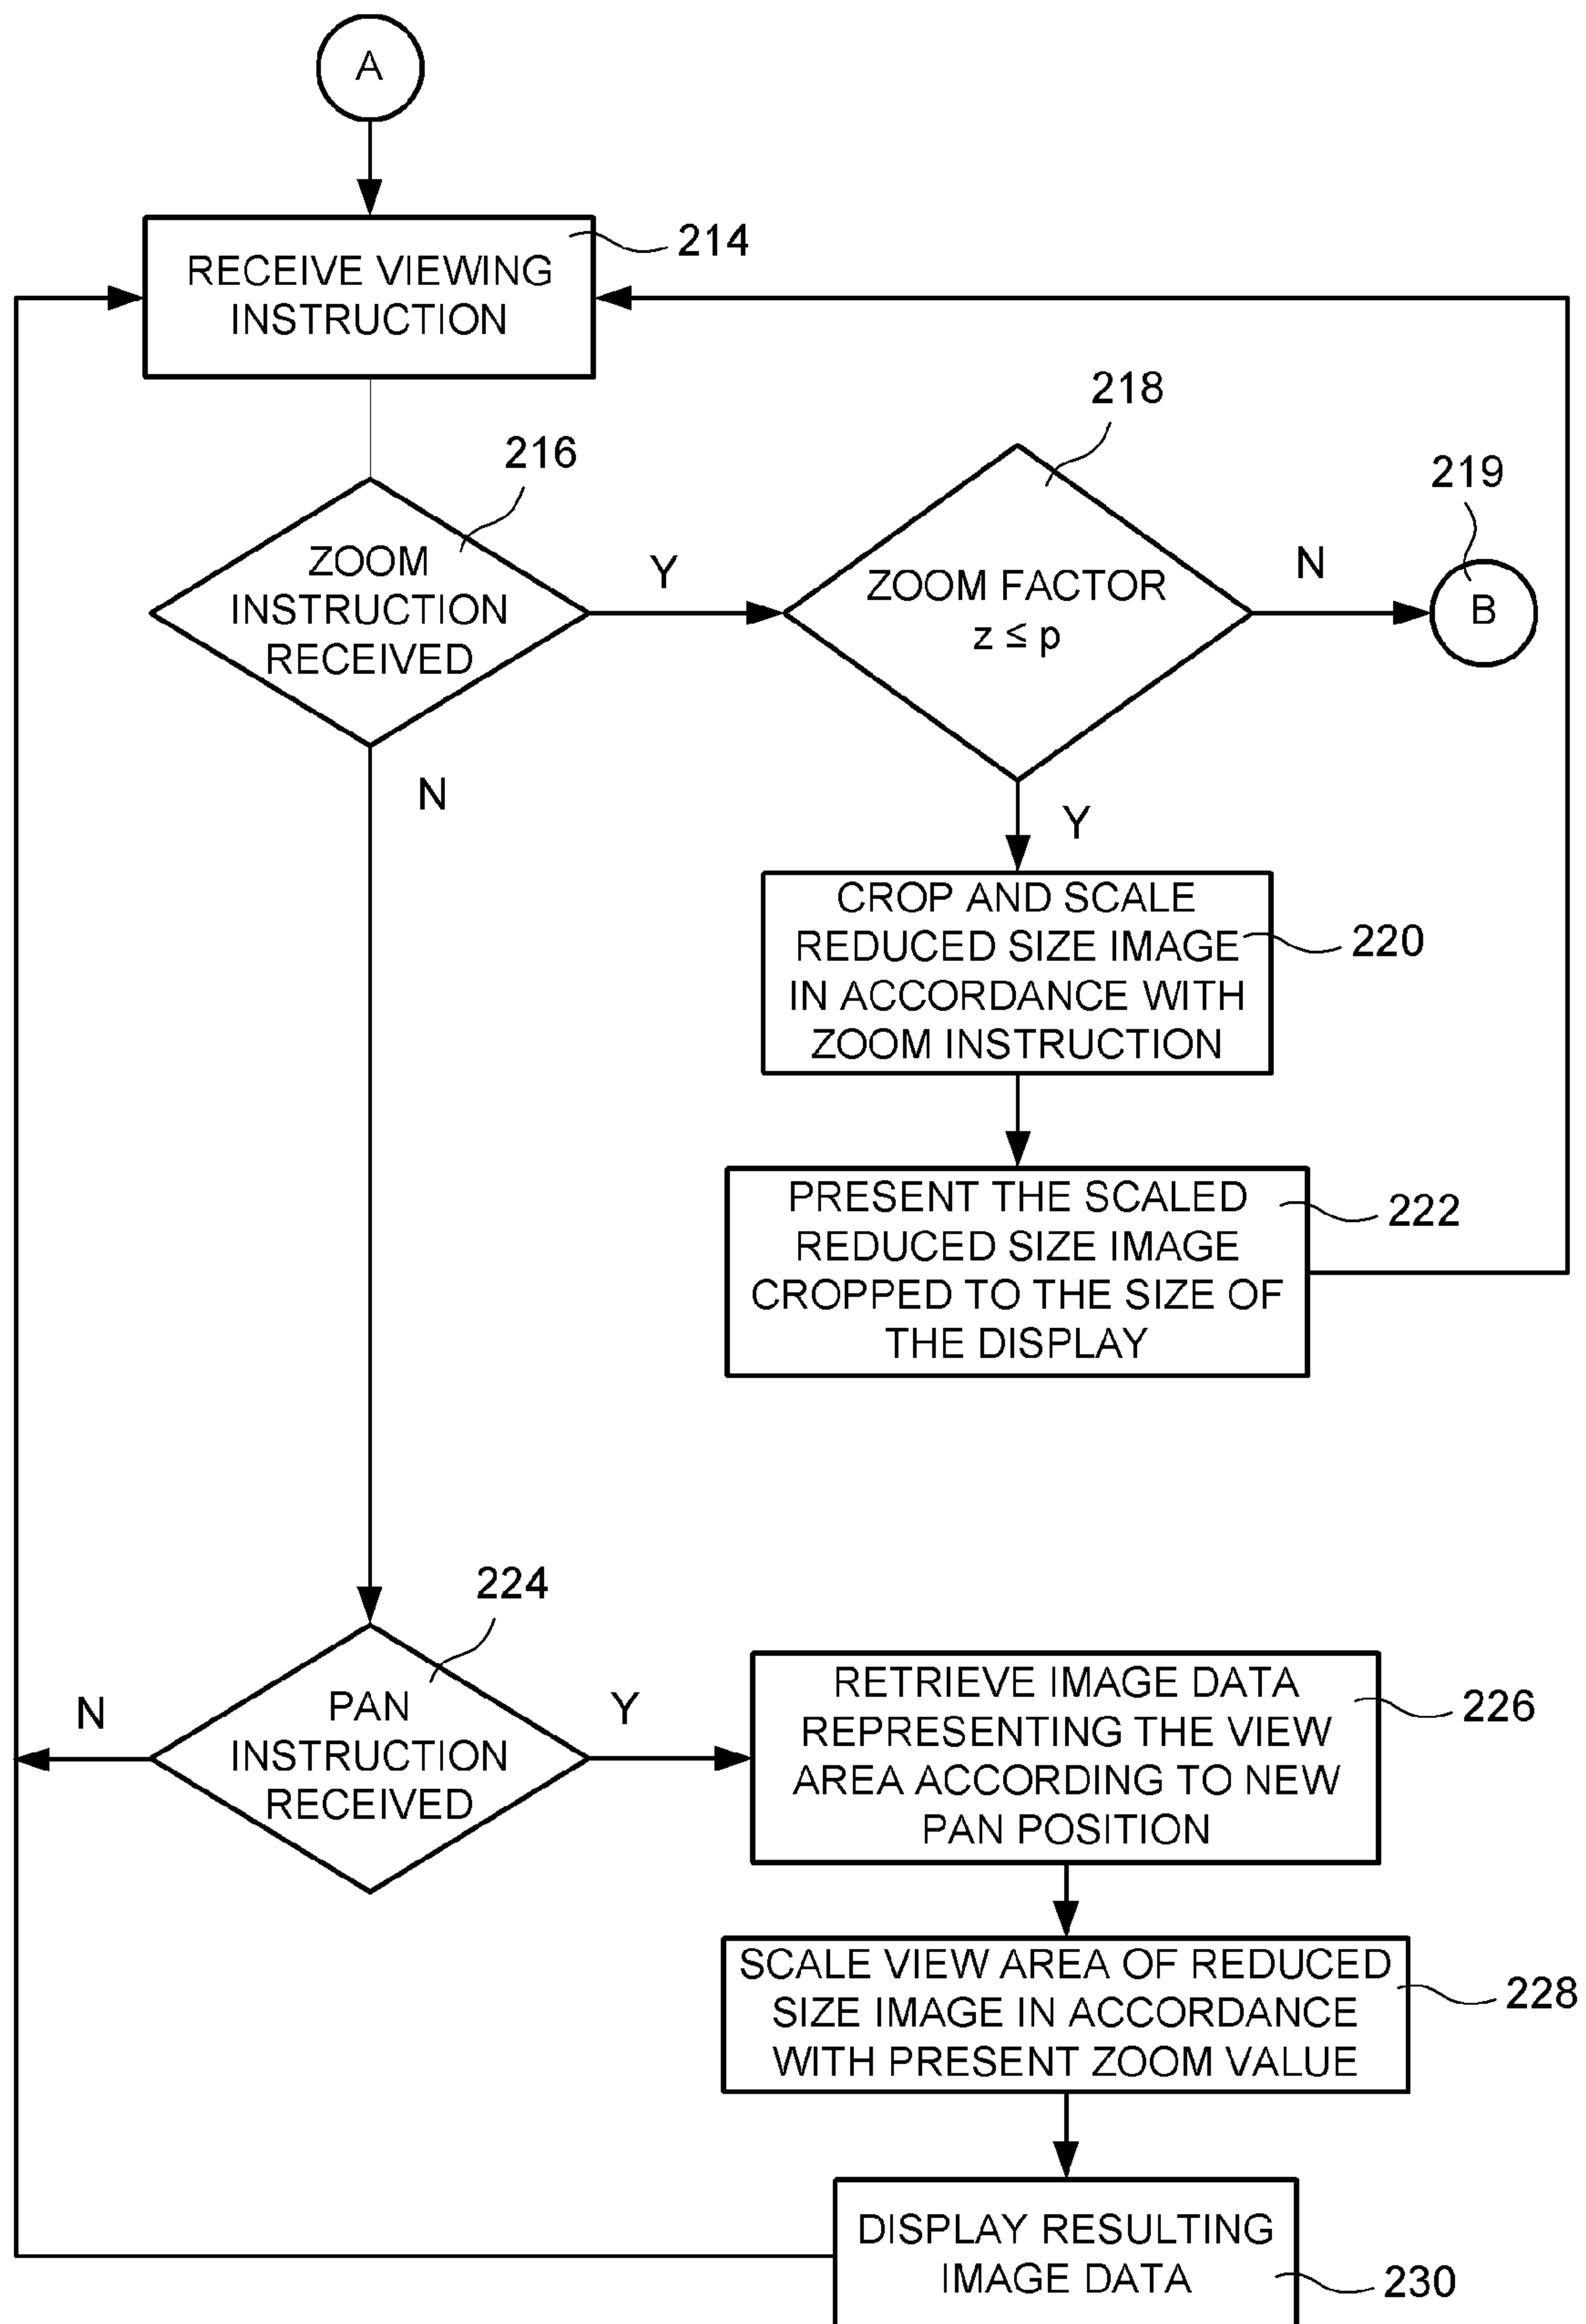 A
RECEIVE VIEWING
INSTRUCTION
214
216
ZOOM
INSTRUCTION
RECEIVED
Y
N
218
ZOOM FACTOR
z ≤ p
N
219
B
Y
CROP AND SCALE
REDUCED SIZE IMAGE
IN ACCORDANCE WITH
ZOOM INSTRUCTION
220
PRESENT THE SCALED
REDUCED SIZE IMAGE
CROPPED TO THE SIZE OF
THE DISPLAY
222
224
PAN
INSTRUCTION
RECEIVED
N
Y
RETRIEVE IMAGE DATA
REPRESENTING THE VIEW
AREA ACCORDING TO NEW
PAN POSITION
226
SCALE VIEW AREA OF REDUCED
SIZE IMAGE IN ACCORDANCE
WITH PRESENT ZOOM VALUE
228
DISPLAY RESULTING
IMAGE DATA
230